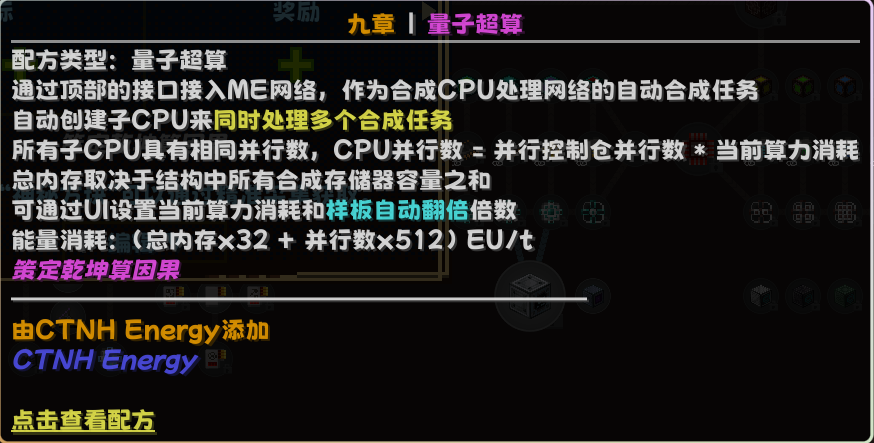 奖励
九章 | 量子超算
配方类型: 量子超算
通过顶部的接口接入ME网络，作为合成CPU处理网络的自动合成任务
自动创建子CPU来同时处理多个合成任务
所有子CPU具有相同并行数，CPU并行数 = 并行控制仓并行数 * 当前算力消耗
总内存取决于结构中所有合成存储器容量之和
可通过UI设置当前算力消耗和样板自动翻倍倍数
能量消耗: (总内存x32 + 并行数x512) EU/t
策定乾坤算因果
由CTNH Energy添加
CTNH Energy
点击查看配方